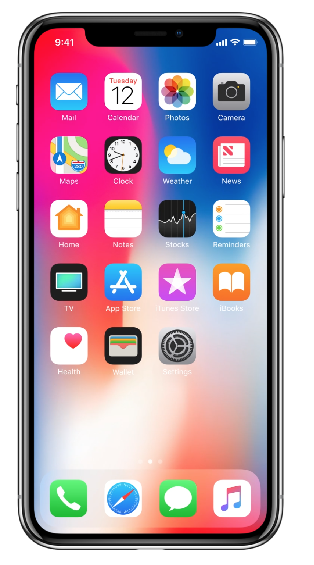 9:41
Tuesday
12
Mail Calendar Photos Camera
Maps Clock Weather News
Home Notes Stocks Reminders
TV App Store iTunes Store iBooks
Health Wallet Settings